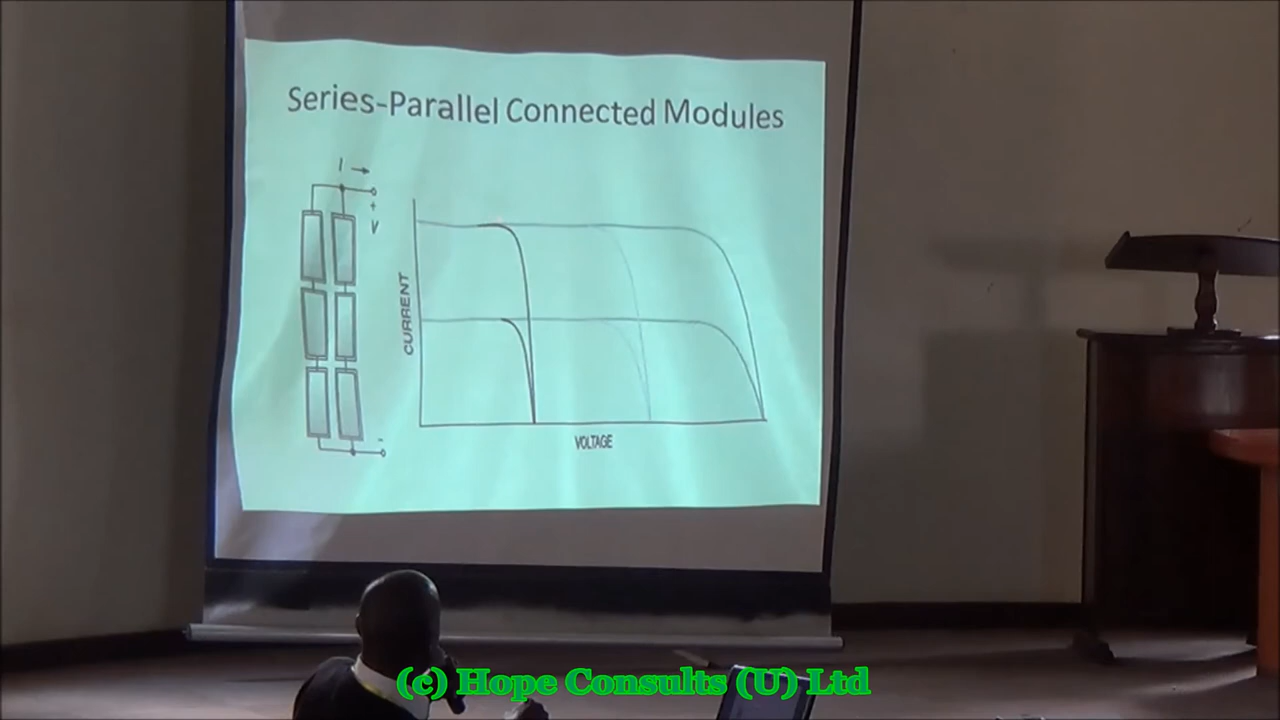 Series-Parallel Connected Modules
I
+
V
CURRENT
-
VOLTAGE
(c) Hope Consults (U) Ltd